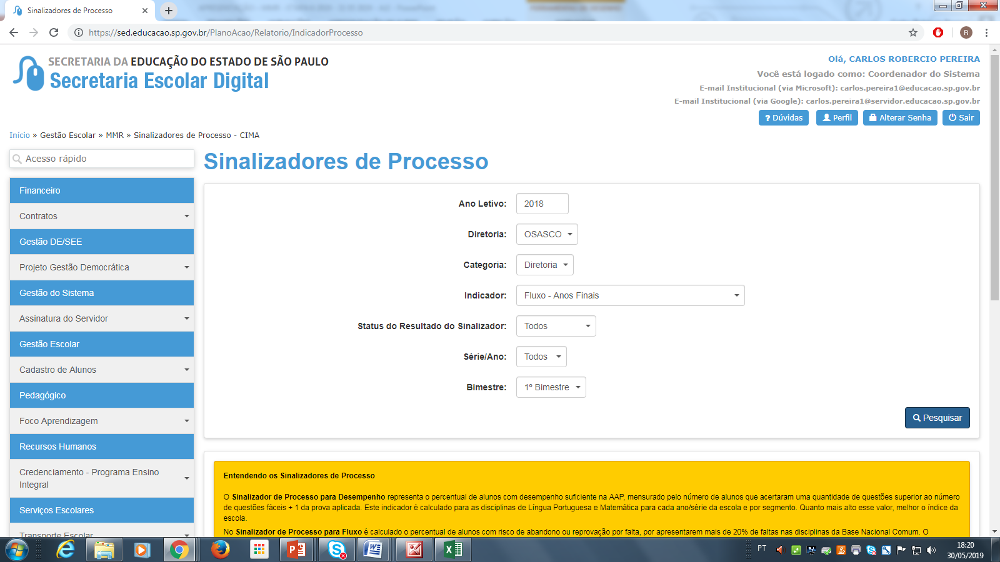 Sinalizadores de Processo
https://sed.educacao.sp.gov.br/PlanoAcao/Relatorio/IndicadorProcesso
R
SECRETARIA DA EDUCAÇÃO DO ESTADO DE SÃO PAULO
Secretaria Escolar Digital
Olá, CARLOS ROBERCIO PEREIRA
Você está logado como: Coordenador do Sistema
E-mail Institucional (via Microsoft): carlos.pereira1@educacao.sp.gov.br
E-mail Institucional (via Google): carlos.pereira1@servidor.educacao.sp.gov.br
? Dúvidas Perfil Alterar Senha Sair
Início » Gestão Escolar » MMR » Sinalizadores de Processo - CIMA
Acesso rápido
Financeiro
Contratos
Gestão DE/SEE
Projeto Gestão Democrática
Gestão do Sistema
Assinatura do Servidor
Gestão Escolar
Cadastro de Alunos
Pedagógico
Foco Aprendizagem
Recursos Humanos
Credenciamento - Programa Ensino
Integral
Serviços Escolares
Transporte Escolar
Sinalizadores de Processo
Ano Letivo: 2018
Diretoria: OSASCO
Categoria: Diretoria
Indicador: Fluxo - Anos Finais
Status do Resultado do Sinalizador: Todos
Série/Ano: Todos
Bimestre: 1º Bimestre
Pesquisar
Entendendo os Sinalizadores de Processo
O Sinalizador de Processo para Desempenho representa o percentual de alunos com desempenho suficiente na AAP, mensurado pelo número de alunos que acertaram uma quantidade de questões superior ao número
de questões fáceis + 1 da prova aplicada. Este indicador é calculado para as disciplinas de Língua Portuguesa e Matemática para cada ano/série da escola e por segmento. Quanto mais alto esse valor, melhor o índice da
escola.
No Sinalizador de Processo para Fluxo é calculado o percentual de alunos com risco de abandono ou reprovação por falta, por apresentarem mais de 20% de faltas nas disciplinas da Base Nacional Comum. O
PT
18:20
30/05/2019